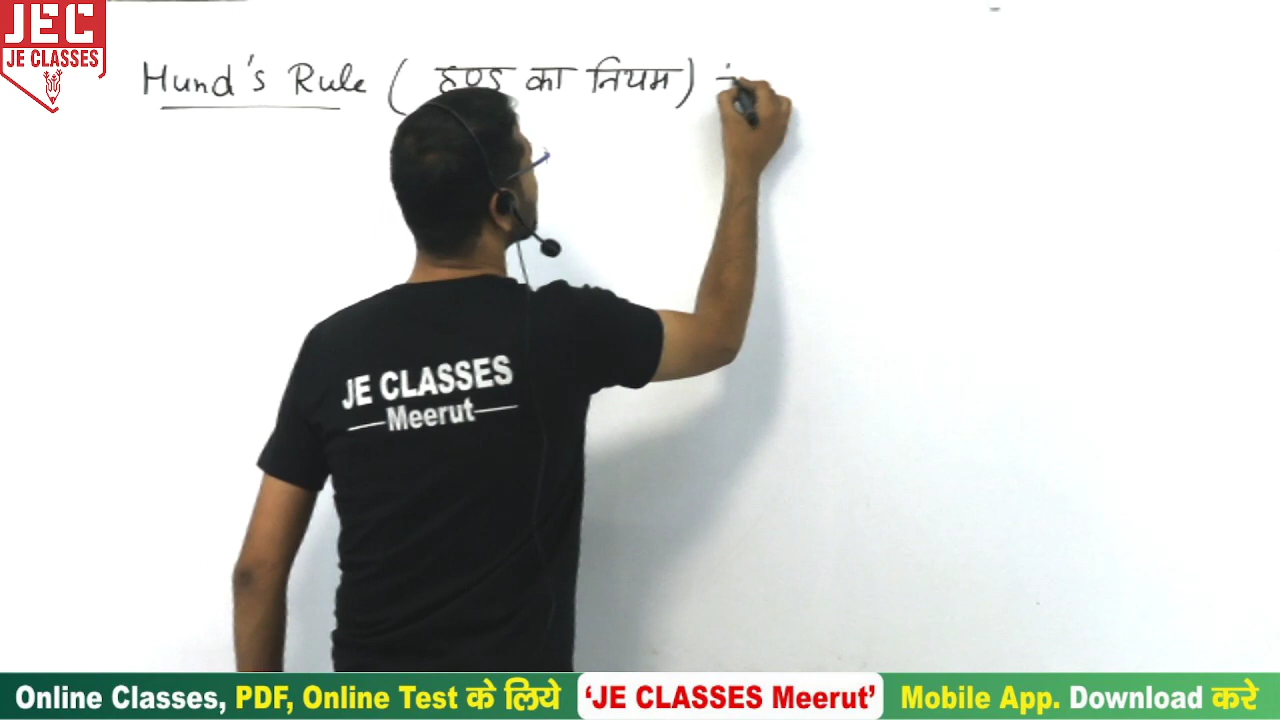 JEC
JE CLASSES
Hund's Rule ( हण्ड का नियम)
JE CLASSES
Meerut
Online Classes, PDF, Online Test के लिये 'JE CLASSES Meerut' Mobile App. Download करे